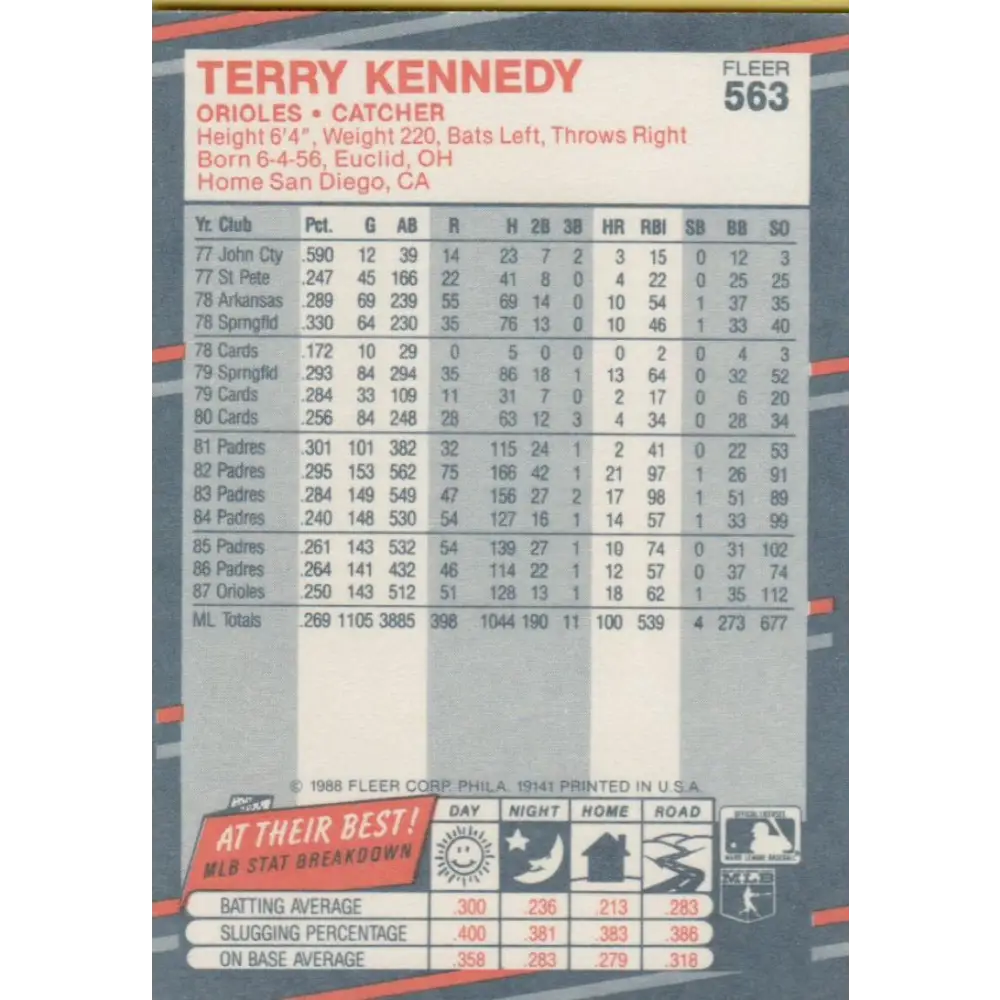 TERRY KENNEDY
FLEER
563
ORIOLES • CATCHER
Height 6'4", Weight 220, Bats Left, Throws Right
Born 6-4-56, Euclid, OH
Home San Diego, CA
Yr. Club Pct. G AB R H 2B 3B HR RBI SB BB SO
77 John Cty .590 12 39 14 23 7 2 3 15 0 12 3
77 St Pete .247 45 166 22 41 8 0 4 22 0 25 25
78 Arkansas .289 69 239 55 69 14 0 10 54 1 37 35
78 Sprngfld .330 64 230 35 76 13 0 10 46 1 33 40
78 Cards .172 10 29 0 5 0 0 0 2 0 4 3
79 Sprngfld .293 84 294 35 86 18 1 13 64 0 32 52
79 Cards .284 33 109 11 31 7 0 2 17 0 6 20
80 Cards .256 84 248 28 63 12 3 4 34 0 28 34
81 Padres .301 101 382 32 115 24 1 2 41 0 22 53
82 Padres .295 153 562 75 166 42 1 21 97 1 26 91
83 Padres .284 149 549 47 156 27 2 17 98 1 51 89
84 Padres .240 148 530 54 127 16 1 14 57 1 33 99
85 Padres .261 143 532 54 139 27 1 10 74 0 31 102
86 Padres .264 141 432 46 114 22 1 12 57 0 37 74
87 Orioles .250 143 512 51 128 13 1 18 62 1 35 112
ML Totals .269 1105 3885 398 1044 190 11 100 539 4 273 677
© 1988 FLEER CORP. PHILA. 19141 PRINTED IN U.S.A.
AT THEIR BEST!
MLB STAT BREAKDOWN
DAY NIGHT HOME ROAD
OFFICIAL LICENSEE
MAJOR LEAGUE BASEBALL
MLB
BATTING AVERAGE .300 .236 .213 .283
SLUGGING PERCENTAGE .400 .381 .383 .386
ON BASE AVERAGE .358 .283 .279 .318